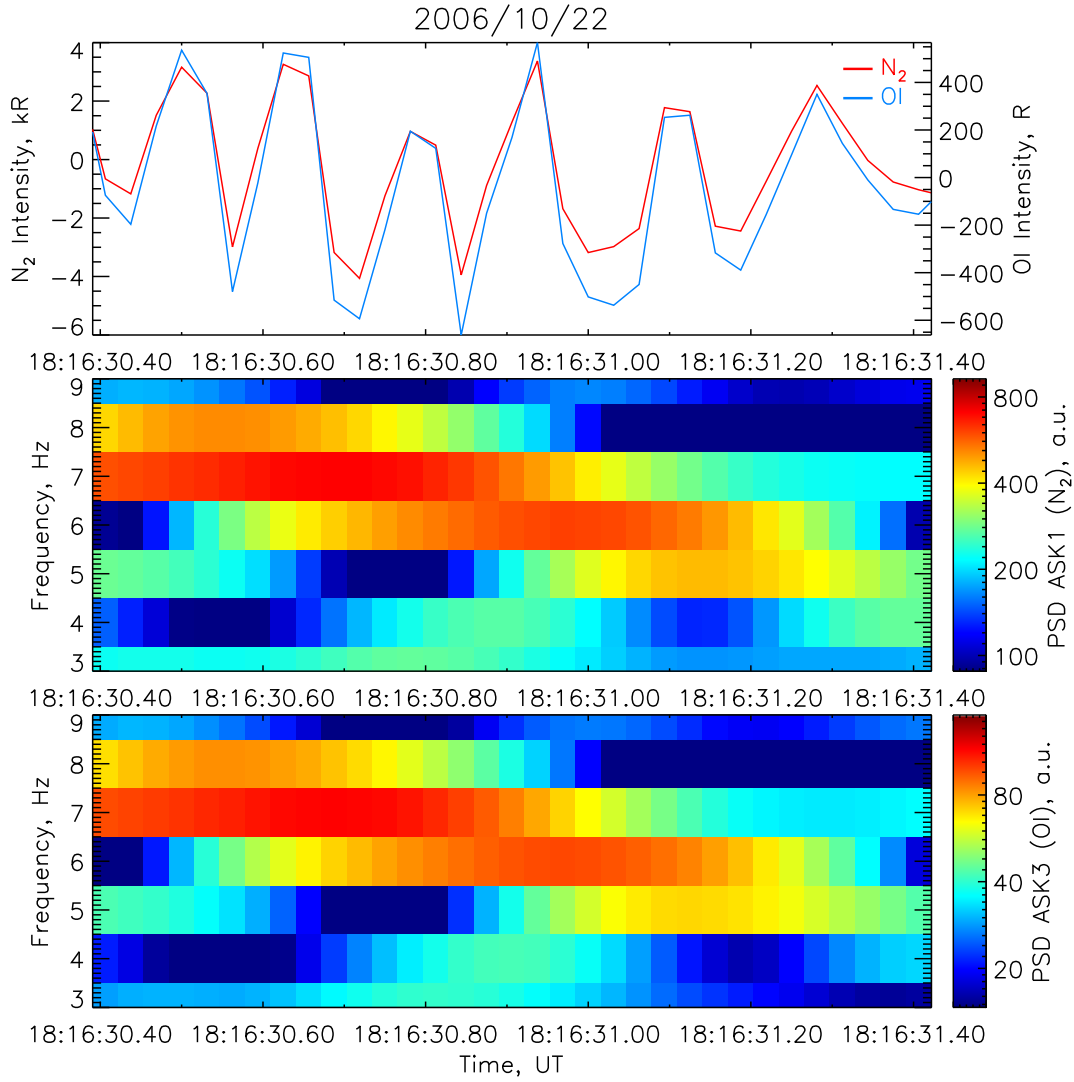 2006/10/22
4
2
0
−2
−4
−6
N2 Intensity, kR
400
200
0
−200
−400
−600
OI Intensity, R
N2
OI
18:16:30.40 18:16:30.60 18:16:30.80 18:16:31.00 18:16:31.20 18:16:31.40
9
8
7
6
5
4
3
Frequency, Hz
800
400
200
100
PSD ASK1 (N2), a.u.
18:16:30.40 18:16:30.60 18:16:30.80 18:16:31.00 18:16:31.20 18:16:31.40
9
8
7
6
5
4
3
Frequency, Hz
80
40
20
PSD ASK3 (OI), a.u.
18:16:30.40 18:16:30.60 18:16:30.80 18:16:31.00 18:16:31.20 18:16:31.40
Time, UT